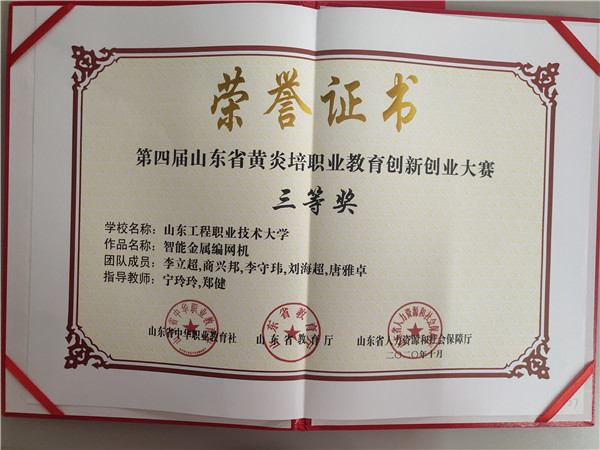 荣誉证书
第四届山东省黄炎培职业教育创新创业大赛
三等奖
学校名称：山东工程职业技术大学
作品名称：智能金属编网机
团队成员：李立超,商兴邦,李守玮,刘海超,唐雅卓
指导教师：宁玲玲,郑健
山东省中华职业教育社 山东省教育厅 山东省人力资源和社会保障厅
二〇二〇年十月